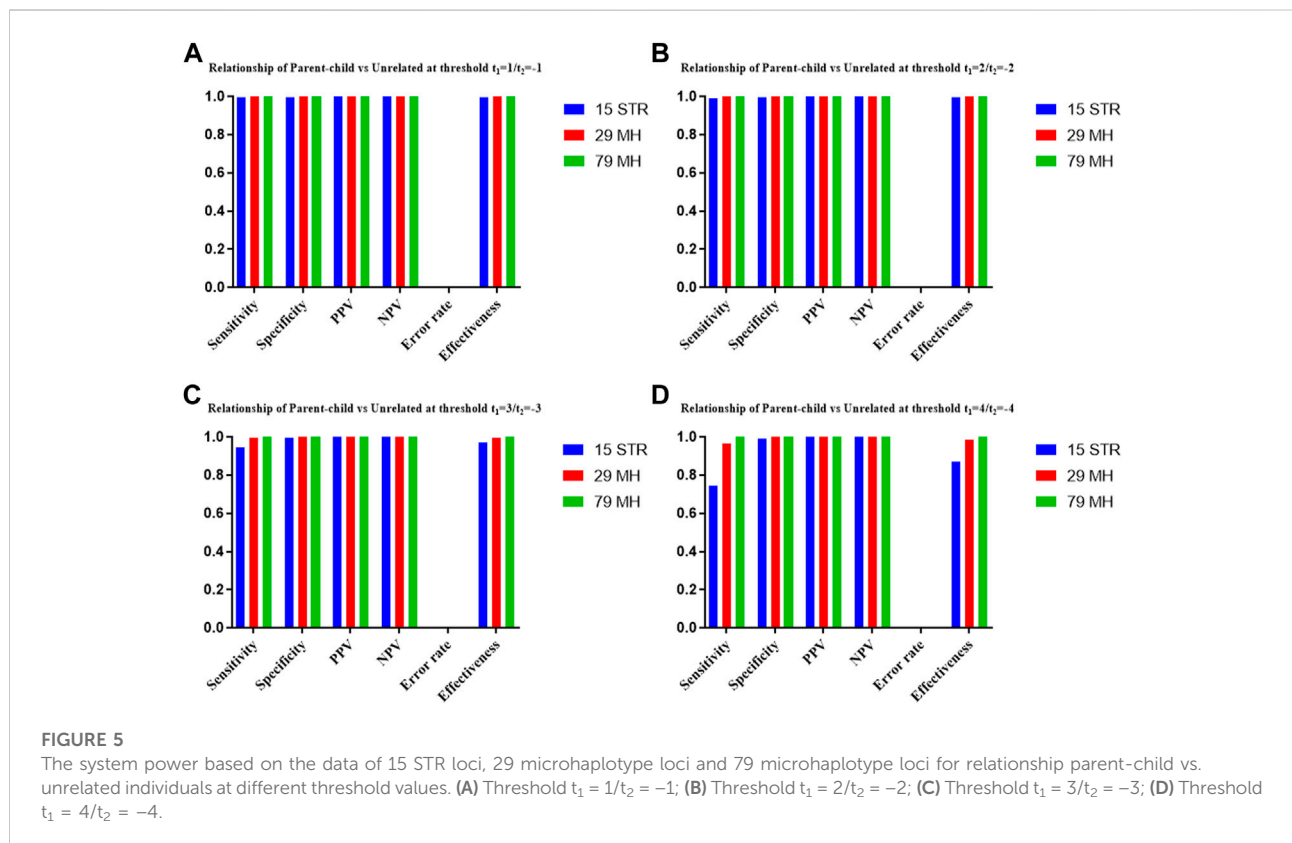 A
Relationship of Parent-child vs Unrelated at threshold t₁=1/t₂=-1
1.0
0.8
0.6
0.4
0.2
0.0
Sensitivity
Specificity
PPV
NPV
Error rate
Effectiveness
15 STR
29 MH
79 MH
B
Relationship of Parent-child vs Unrelated at threshold t₁=2/t₂=-2
1.0
0.8
0.6
0.4
0.2
0.0
Sensitivity
Specificity
PPV
NPV
Error rate
Effectiveness
15 STR
29 MH
79 MH
C
Relationship of Parent-child vs Unrelated at threshold t₁=3/t₂=-3
1.0
0.8
0.6
0.4
0.2
0.0
Sensitivity
Specificity
PPV
NPV
Error rate
Effectiveness
15 STR
29 MH
79 MH
D
Relationship of Parent-child vs Unrelated at threshold t₁=4/t₂=-4
1.0
0.8
0.6
0.4
0.2
0.0
Sensitivity
Specificity
PPV
NPV
Error rate
Effectiveness
15 STR
29 MH
79 MH
FIGURE 5
The system power based on the data of 15 STR loci, 29 microhaplotype loci and 79 microhaplotype loci for relationship parent-child vs.
unrelated individuals at different threshold values. (A) Threshold t₁ = 1/t₂ = −1; (B) Threshold t₁ = 2/t₂ = −2; (C) Threshold t₁ = 3/t₂ = −3; (D) Threshold
t₁ = 4/t₂ = −4.